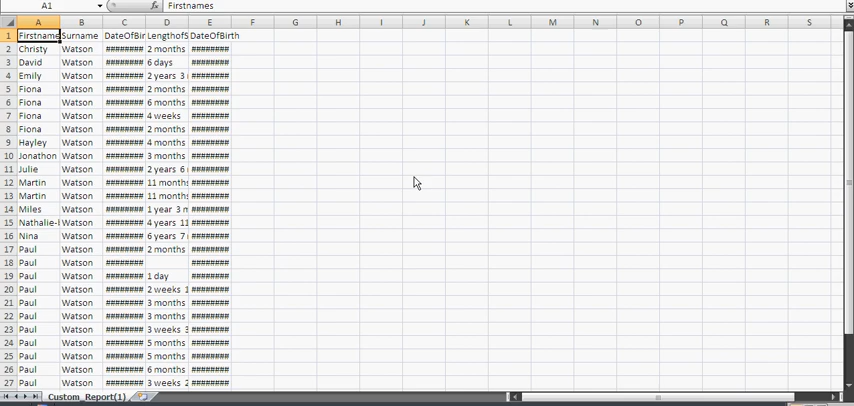 A1 fx Firstnames
A B C D E F G H I J K L M N O P Q R S
1 Firstname Surname DateOfBir LengthofS DateOfBirth
2 Christy Watson ######## 2 months ########
3 David Watson ######## 6 days ########
4 Emily Watson ######## 2 years 3 ########
5 Fiona Watson ######## 2 months ########
6 Fiona Watson ######## 6 months ########
7 Fiona Watson ######## 4 weeks ########
8 Fiona Watson ######## 2 months ########
9 Hayley Watson ######## 4 months ########
10 Jonathon Watson ######## 3 months ########
11 Julie Watson ######## 2 years 6 ########
12 Martin Watson ######## 11 months ########
13 Martin Watson ######## 11 months ########
14 Miles Watson ######## 1 year 3 m ########
15 Nathalie- Watson ######## 4 years 11 ########
16 Nina Watson ######## 6 years 7 ########
17 Paul Watson ######## 2 months ########
18 Paul Watson ######## ########
19 Paul Watson ######## 1 day ########
20 Paul Watson ######## 2 weeks 1 ########
21 Paul Watson ######## 3 months ########
22 Paul Watson ######## 3 months ########
23 Paul Watson ######## 3 weeks 3 ########
24 Paul Watson ######## 5 months ########
25 Paul Watson ######## 5 months ########
26 Paul Watson ######## 6 months ########
27 Paul Watson ######## 3 weeks 2 ########
Custom_Report(1)